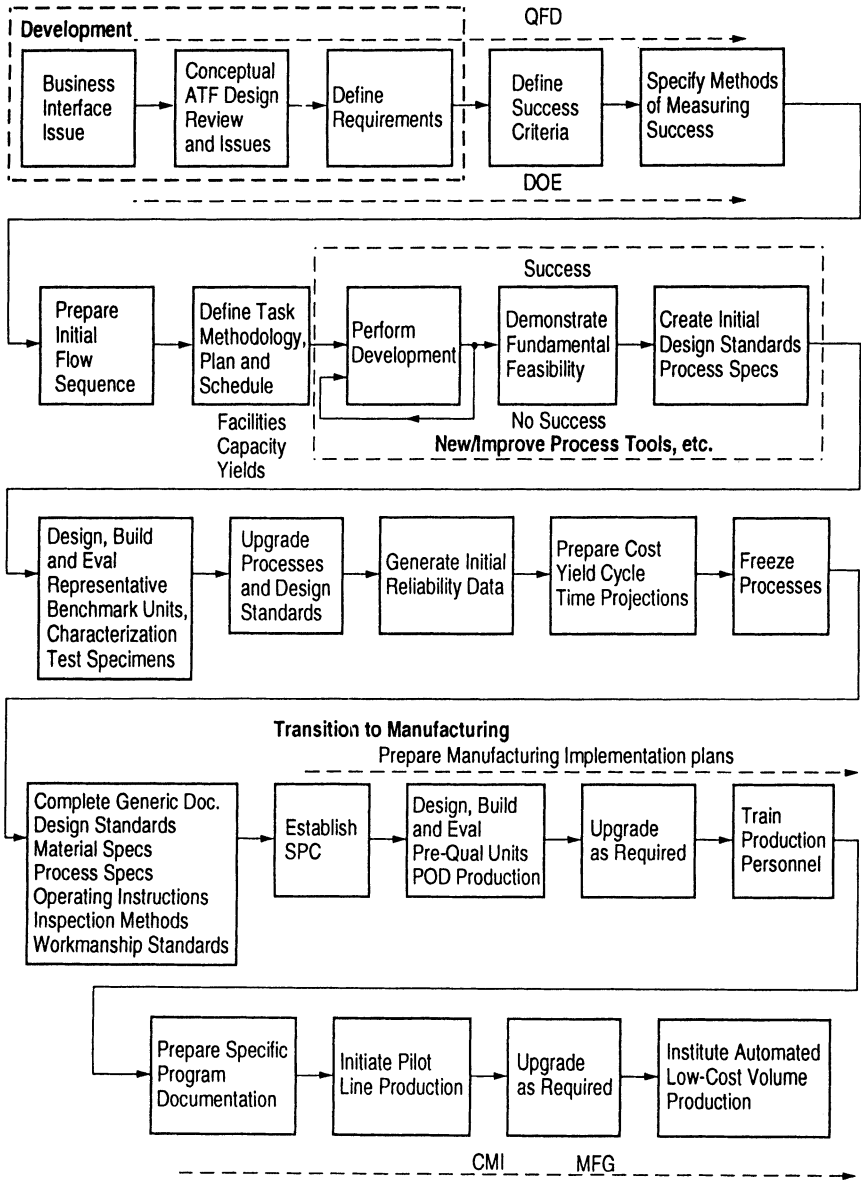 QFD
Development
Business
Interface
Issue
Conceptual
ATF Design
Review
and Issues
Define
Requirements
Define
Success
Criteria
Specify Methods
of Measuring
Success
DOE
Prepare
Initial
Flow
Sequence
Define Task
Methodology,
Plan and
Schedule
Facilities
Capacity
Yields
Success
Perform
Development
Demonstrate
Fundamental
Feasibility
Create Initial
Design Standards
Process Specs
No Success
New/Improve Process Tools, etc.
Design, Build
and Eval
Representative
Benchmark Units,
Characterization
Test Specimens
Upgrade
Processes
and Design
Standards
Generate Initial
Reliability Data
Prepare Cost
Yield Cycle
Time Projections
Freeze
Processes
Transition to Manufacturing
Prepare Manufacturing Implementation plans
Complete Generic Doc.
Design Standards
Material Specs
Process Specs
Operating Instructions
Inspection Methods
Workmanship Standards
Establish
SPC
Design, Build
and Eval
Pre-Qual Units
POD Production
Upgrade
as Required
Train
Production
Personnel
Prepare Specific
Program
Documentation
Initiate Pilot
Line Production
Upgrade
as Required
Institute Automated
Low-Cost Volume
Production
CMI MFG